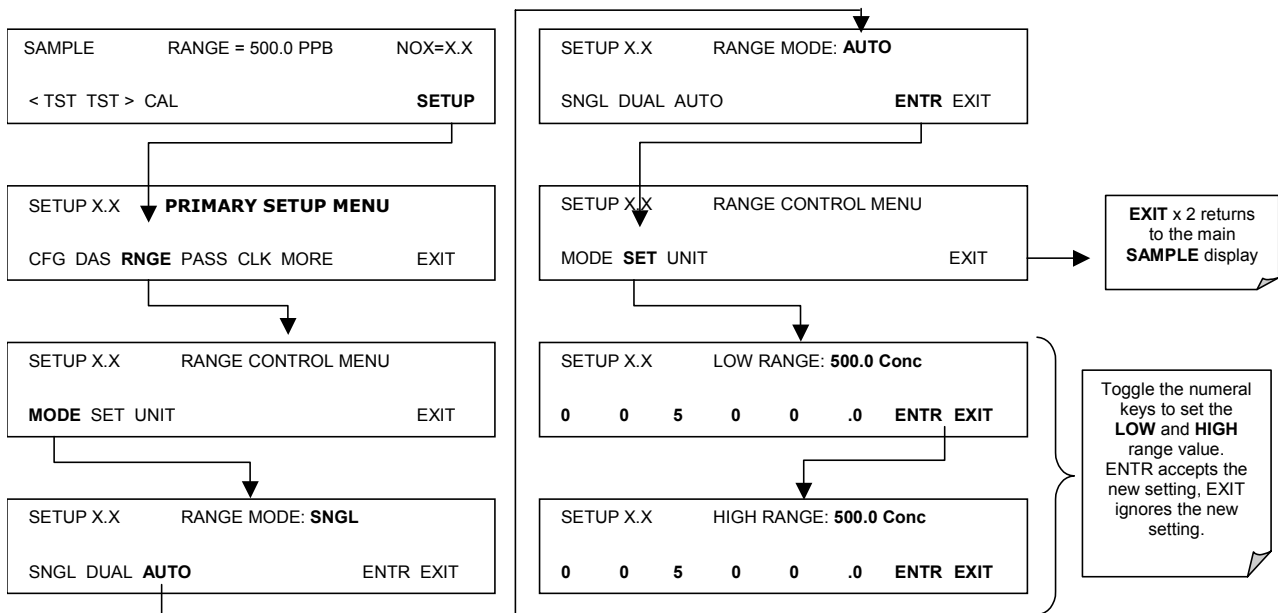 SAMPLE RANGE = 500.0 PPB NOX=X.X
< TST TST > CAL SETUP
SETUP X.X PRIMARY SETUP MENU
CFG DAS RNGE PASS CLK MORE EXIT
SETUP X.X RANGE CONTROL MENU
MODE SET UNIT EXIT
SETUP X.X RANGE MODE: SNGL
SNGL DUAL AUTO ENTR EXIT
SETUP X.X RANGE MODE: AUTO
SNGL DUAL AUTO ENTR EXIT
SETUP X.X RANGE CONTROL MENU
MODE SET UNIT EXIT
EXIT x 2 returns
to the main
SAMPLE display
SETUP X.X LOW RANGE: 500.0 Conc
0 0 5 0 0 .0 ENTR EXIT
SETUP X.X HIGH RANGE: 500.0 Conc
0 0 5 0 0 .0 ENTR EXIT
Toggle the numeral
keys to set the
LOW and HIGH
range value.
ENTR accepts the
new setting, EXIT
ignores the new
setting.